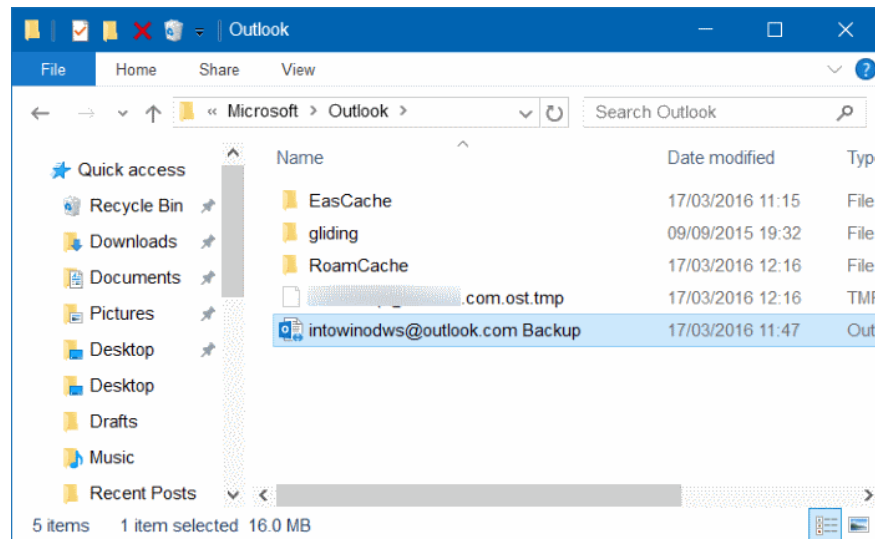 Outlook
File Home Share View
« Microsoft > Outlook > Search Outlook
Name Date modified Typ
Quick access
Recycle Bin
Downloads
Documents
Pictures
Desktop
Desktop
Drafts
Music
Recent Posts
EasCache 17/03/2016 11:15 File
gliding 09/09/2015 19:32 File
RoamCache 17/03/2016 12:16 File
.com.ost.tmp 17/03/2016 12:16 TMF
intowinodws@outlook.com Backup 17/03/2016 11:47 Out
5 items 1 item selected 16.0 MB